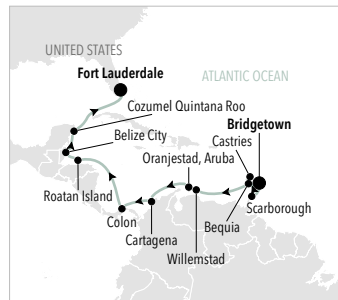 UNITED STATES
Fort Lauderdale
ATLANTIC OCEAN
Cozumel Quintana Roo
Bridgetown
Belize City
Castries
Oranjestad, Aruba
Roatan Island
Scarborough
Colon
Bequia
Cartagena
Willemstad